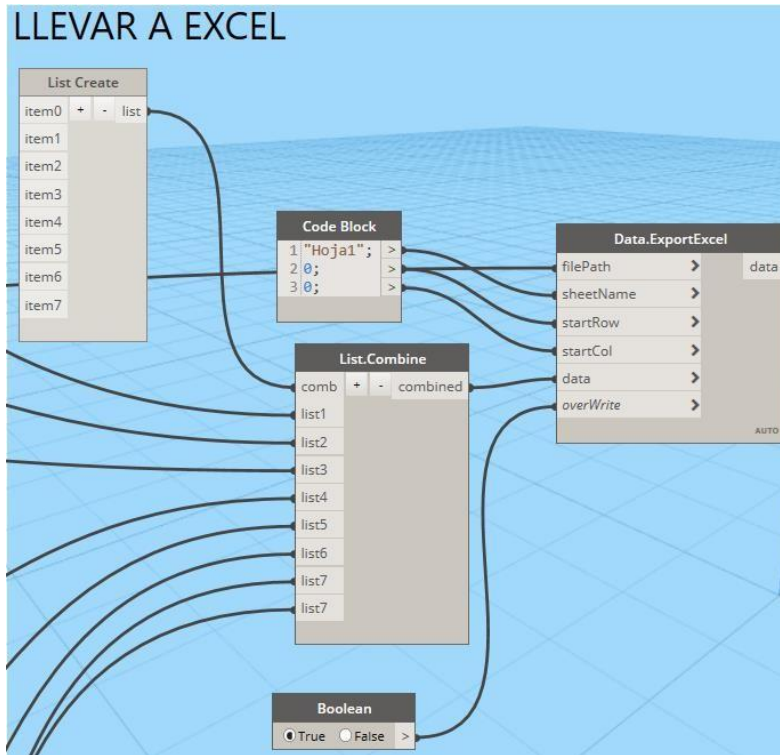 LLEVAR A EXCEL
List Create
item0 + - list
item1
item2
item3
item4
item5
item6
item7
Code Block
1 "Hoja1"; >
2 0; >
3 0; >
Data.ExportExcel
filePath > data
sheetName >
startRow >
startCol >
data >
overWrite >
AUTO
List.Combine
comb + - combined
list1
list2
list3
list4
list5
list6
list7
list7
Boolean
True False >